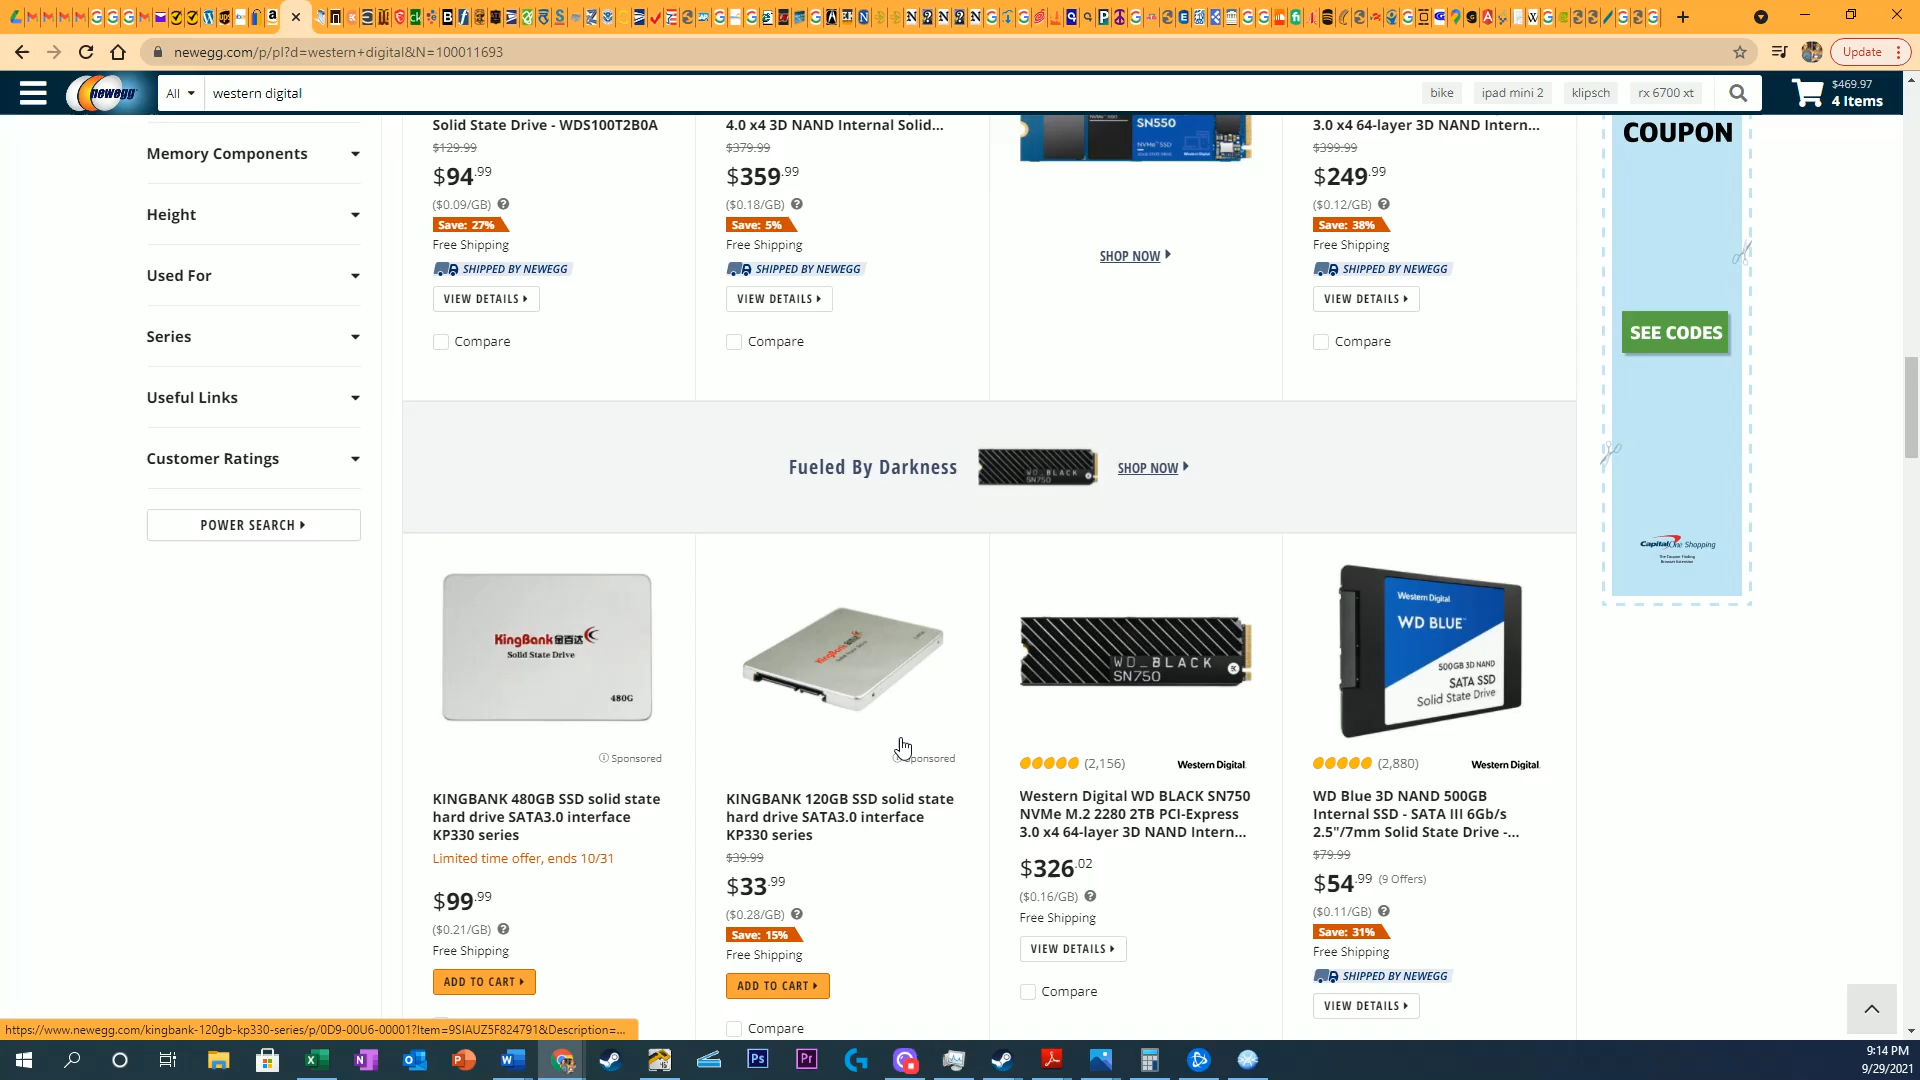 newegg.com/p/pl?d=western+digital&N=100011693
Update
newegg
All
western digital
bike
ipad mini 2
klipsch
rx 6700 xt
$469.97
4 Items
Memory Components
Height
Used For
Series
Useful Links
Customer Ratings
POWER SEARCH
Solid State Drive - WDS100T2B0A
$129.99
$94.99
($0.09/GB)
Save: 27%
Free Shipping
SHIPPED BY NEWEGG
VIEW DETAILS
Compare
4.0 x4 3D NAND Internal Solid...
$379.99
$359.99
($0.18/GB)
Save: 5%
Free Shipping
SHIPPED BY NEWEGG
VIEW DETAILS
Compare
SN550
NVMe™ SSD
SHOP NOW
3.0 x4 64-layer 3D NAND Intern...
$399.99
$249.99
($0.12/GB)
Save: 38%
Free Shipping
SHIPPED BY NEWEGG
VIEW DETAILS
Compare
COUPON
SEE CODES
CapitalOne Shopping
The Coupon Finding
Browser Extension
Fueled By Darkness
WD_BLACK
SN750
SHOP NOW
KingBank 金百达
Solid State Drive
480G
Sponsored
KINGBANK 480GB SSD solid state
hard drive SATA3.0 interface
KP330 series
Limited time offer, ends 10/31
$99.99
($0.21/GB)
Free Shipping
ADD TO CART
Sponsored
KINGBANK 120GB SSD solid state
hard drive SATA3.0 interface
KP330 series
$39.99
$33.99
($0.28/GB)
Save: 15%
Free Shipping
ADD TO CART
Compare
WD_BLACK
SN750
(2,156)
Western Digital.
Western Digital WD BLACK SN750
NVMe M.2 2280 2TB PCI-Express
3.0 x4 64-layer 3D NAND Intern...
$326.02
($0.16/GB)
Free Shipping
VIEW DETAILS
Compare
Western Digital
WD BLUE™
500GB 3D NAND
SATA SSD
Solid State Drive
(2,880)
Western Digital.
WD Blue 3D NAND 500GB
Internal SSD - SATA III 6Gb/s
2.5"/7mm Solid State Drive -...
$79.99
$54.99 (9 Offers)
($0.11/GB)
Save: 31%
Free Shipping
SHIPPED BY NEWEGG
VIEW DETAILS
https://www.newegg.com/kingbank-120gb-kp330-series/p/0D9-00U6-00001?Item=9SIAUZ5F824791&Description=...
9:14 PM
9/29/2021